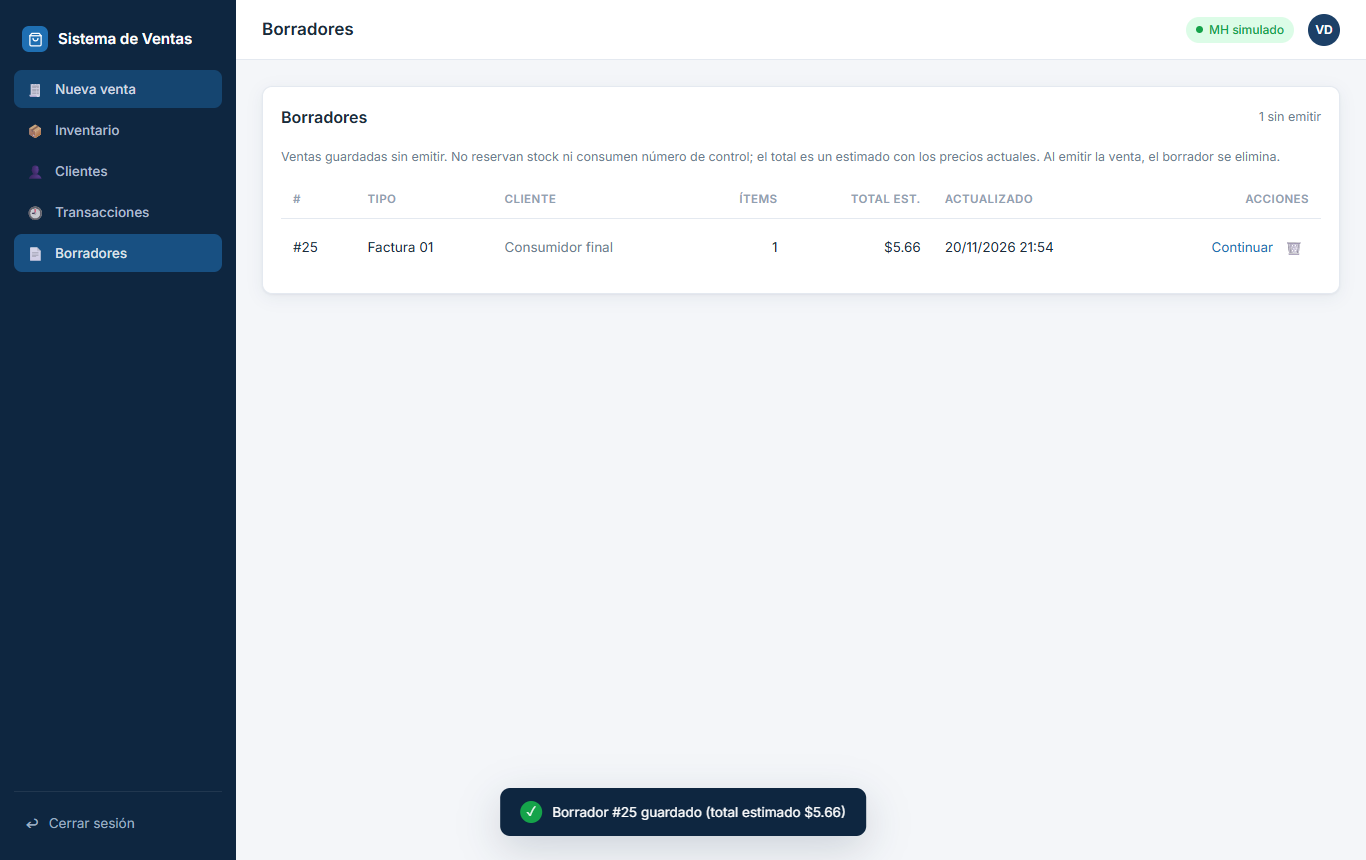 Sistema de Ventas
Nueva venta
Inventario
Clientes
Transacciones
Borradores
Cerrar sesión
Borradores
MH simulado
VD
Borradores
1 sin emitir
Ventas guardadas sin emitir. No reservan stock ni consumen número de control; el total es un estimado con los precios actuales. Al emitir la venta, el borrador se elimina.
# TIPO CLIENTE ÍTEMS TOTAL EST. ACTUALIZADO ACCIONES
#25 Factura 01 Consumidor final 1 $5.66 20/11/2026 21:54 Continuar
Borrador #25 guardado (total estimado $5.66)